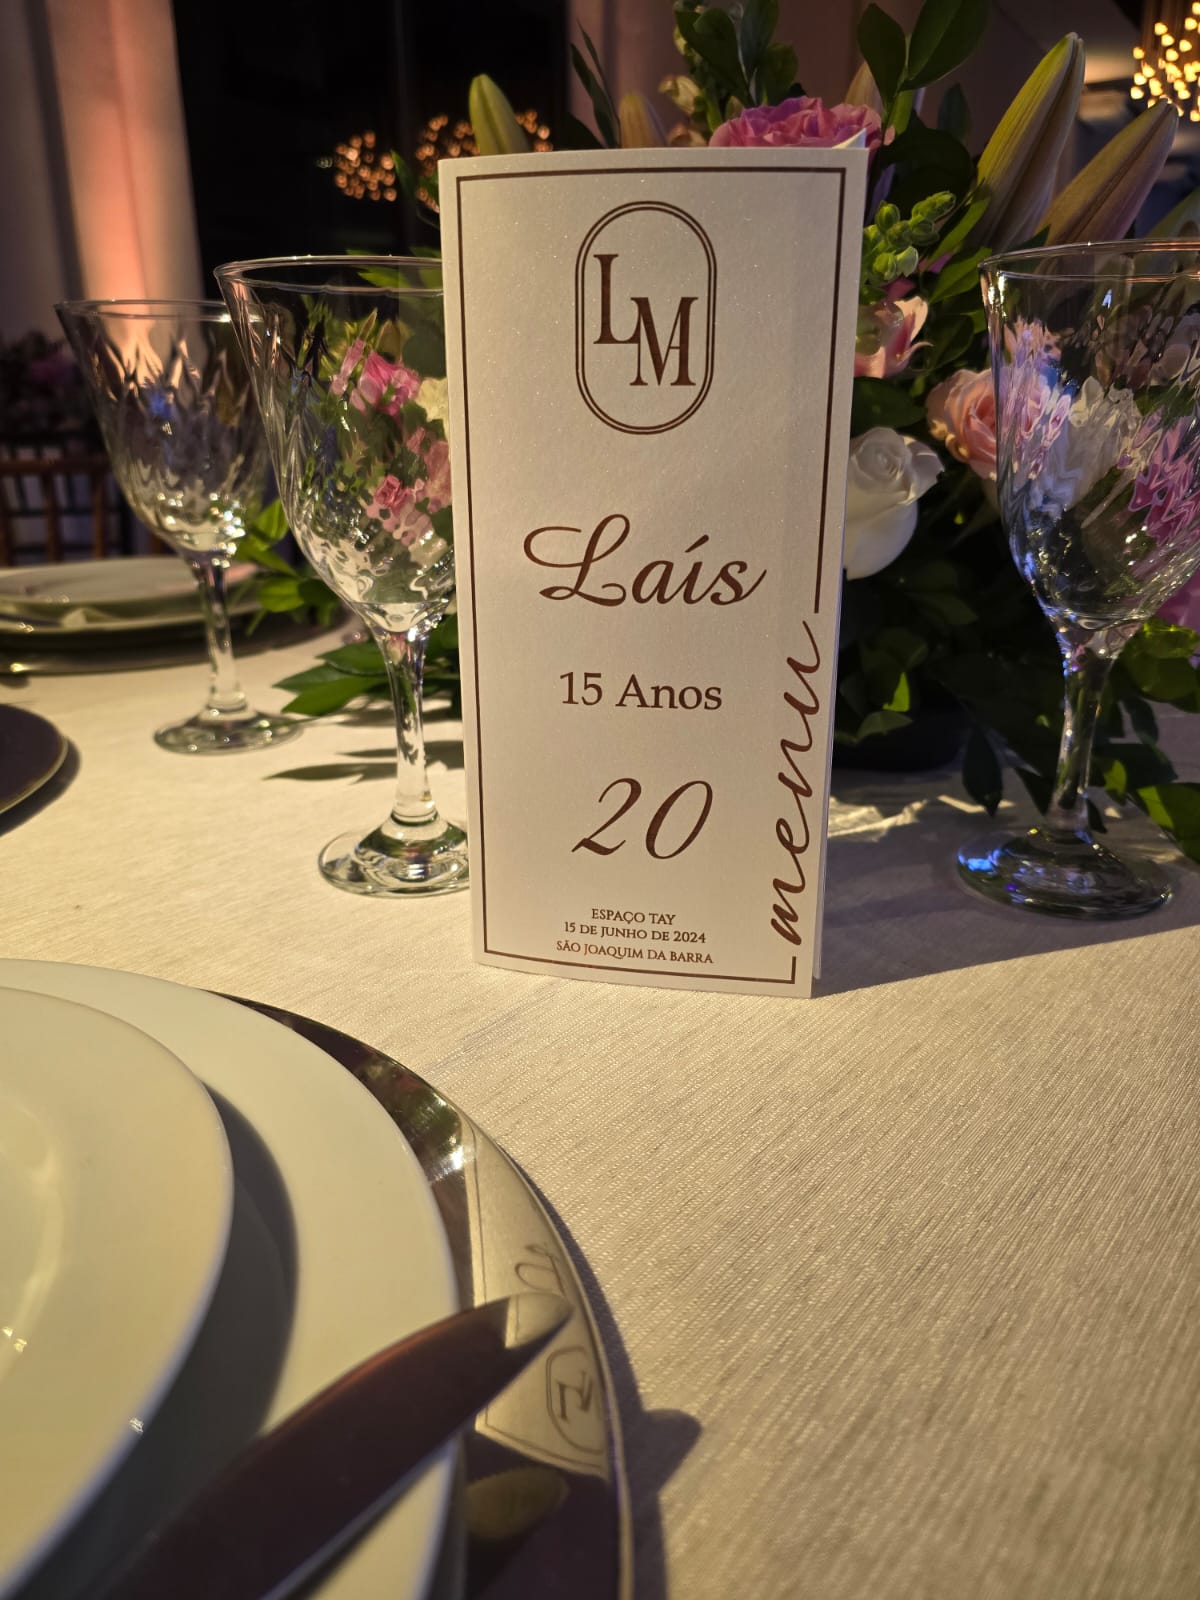 LM
Laís
15 Anos
20
menu
ESPAÇO TAY
15 DE JUNHO DE 2024
SÃO JOAQUIM DA BARRA